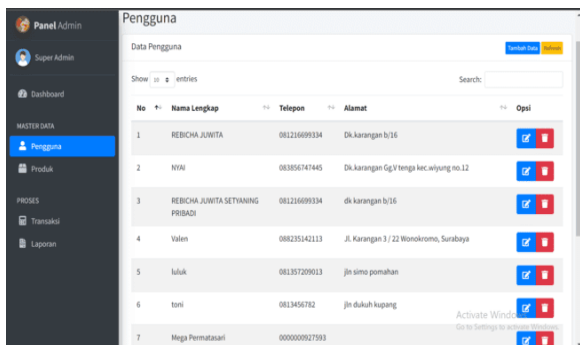 Panel Admin
Super Admin
Dashboard
MASTER DATA
Pengguna
Produk
PROSES
Transaksi
Laporan
Pengguna
Data Pengguna
Tambah Data
Show 10 entries
Search:
No Nama Lengkap Telepon Alamat Opsi
1 REBICHA JUWITA 081216699334 Dk.karangan b/16
2 NYAI 083856747445 Dk.karangan Gg.V tenga kec.wiyung no.12
3 REBICHA JUWITA SETYANING 081216699334 dk karangan b/16
PRIBADI
4 Valen 088235142113 Jl. Karangan 3 / 22 Wonokromo, Surabaya
5 luluk 081357209013 jln simo pomahan
6 toni 0813456782 jln dukuh kupang
7 Mega Permatasari 0000000927593
Activate Windows
Go to Settings to activate Windows.